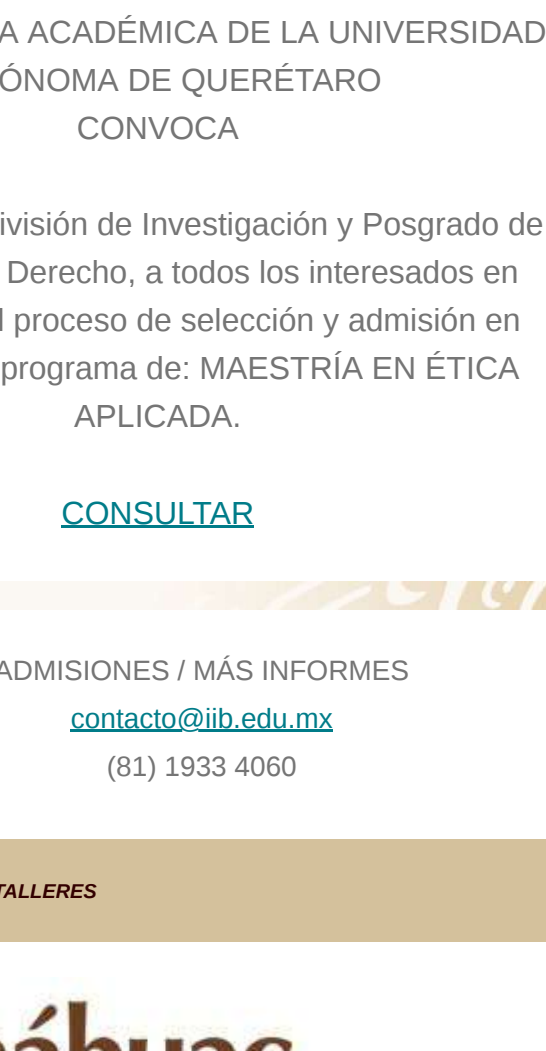 A ACADÉMICA DE LA UNIVERSIDAD
ÓNOMA DE QUERÉTARO
CONVOCA
ivisión de Investigación y Posgrado de
Derecho, a todos los interesados en
l proceso de selección y admisión en
programa de: MAESTRÍA EN ÉTICA
APLICADA.
CONSULTAR
ADMISIONES / MÁS INFORMES
contacto@iib.edu.mx
(81) 1933 4060
TALLERES